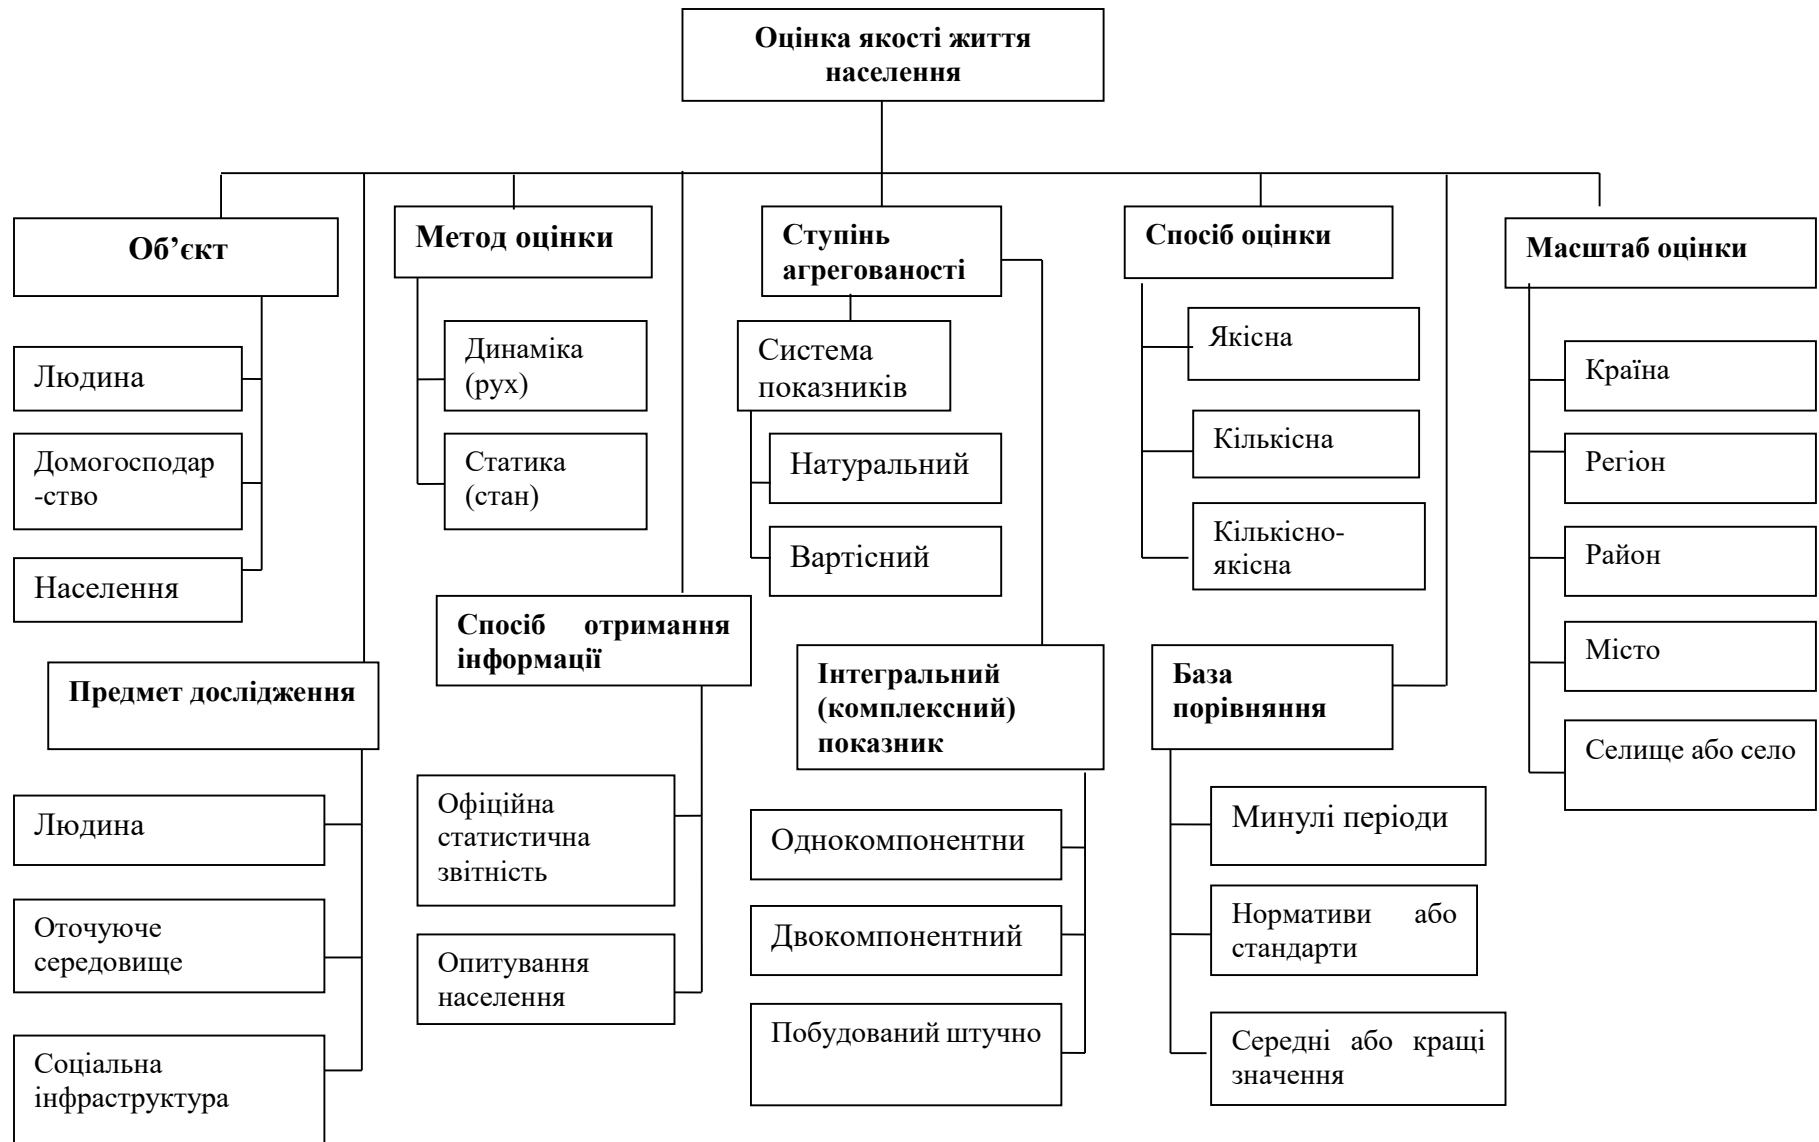 Оцінка якості життя
населення
Об’єкт
Людина
Домогосподар
-ство
Населення
Предмет дослідження
Людина
Оточуюче
середовище
Соціальна
інфраструктура
Метод оцінки
Динаміка
(рух)
Статика
(стан)
Спосіб отримання
інформації
Офіційна
статистична
звітність
Опитування
населення
Ступінь
агрегованості
Система
показників
Натуральний
Вартісний
Інтегральний
(комплексний)
показник
Однокомпонентни
Двокомпонентний
Побудований штучно
Спосіб оцінки
Якісна
Кількісна
Кількісно-
якісна
База
порівняння
Минулі періоди
Нормативи або
стандарти
Середні або кращі
значення
Масштаб оцінки
Країна
Регіон
Район
Місто
Селище або село